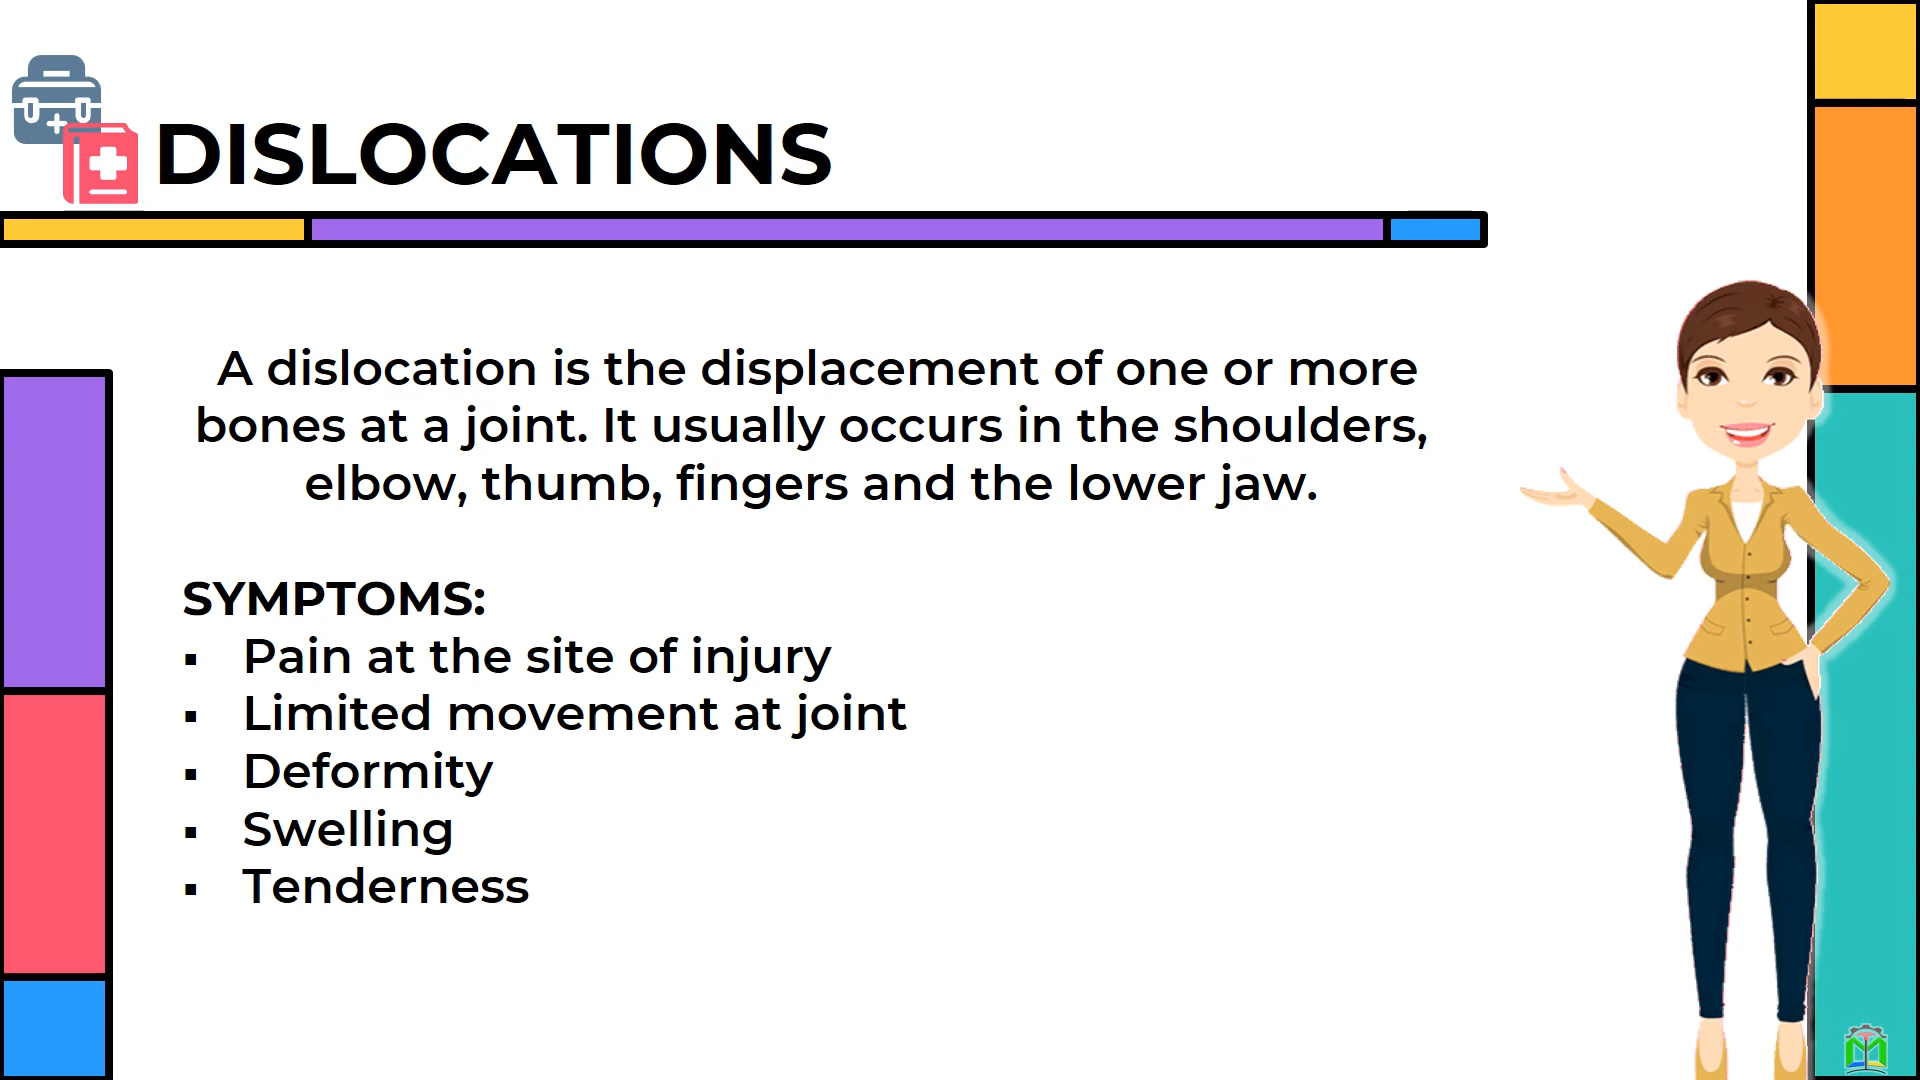 DISLOCATIONS
A dislocation is the displacement of one or more
bones at a joint. It usually occurs in the shoulders,
elbow, thumb, fingers and the lower jaw.
SYMPTOMS:
▪ Pain at the site of injury
▪ Limited movement at joint
▪ Deformity
▪ Swelling
▪ Tenderness